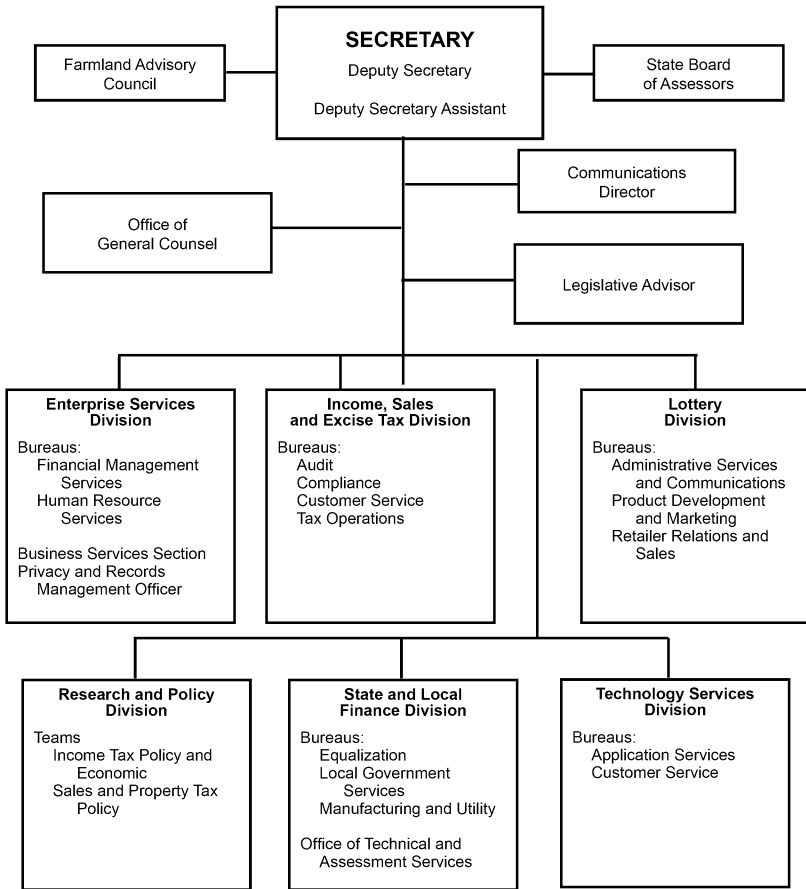 SECRETARY
Deputy Secretary
Deputy Secretary Assistant
Farmland Advisory
Council
State Board
of Assessors
Communications
Director
Office of
General Counsel
Legislative Advisor
Enterprise Services
Division
Bureaus:
Financial Management
Services
Human Resource
Services
Business Services Section
Privacy and Records
Management Officer
Income, Sales
and Excise Tax Division
Bureaus:
Audit
Compliance
Customer Service
Tax Operations
Lottery
Division
Bureaus:
Administrative Services
and Communications
Product Development
and Marketing
Retailer Relations and
Sales
Research and Policy
Division
Teams
Income Tax Policy and
Economic
Sales and Property Tax
Policy
State and Local
Finance Division
Bureaus:
Equalization
Local Government
Services
Manufacturing and Utility
Office of Technical and
Assessment Services
Technology Services
Division
Bureaus:
Application Services
Customer Service